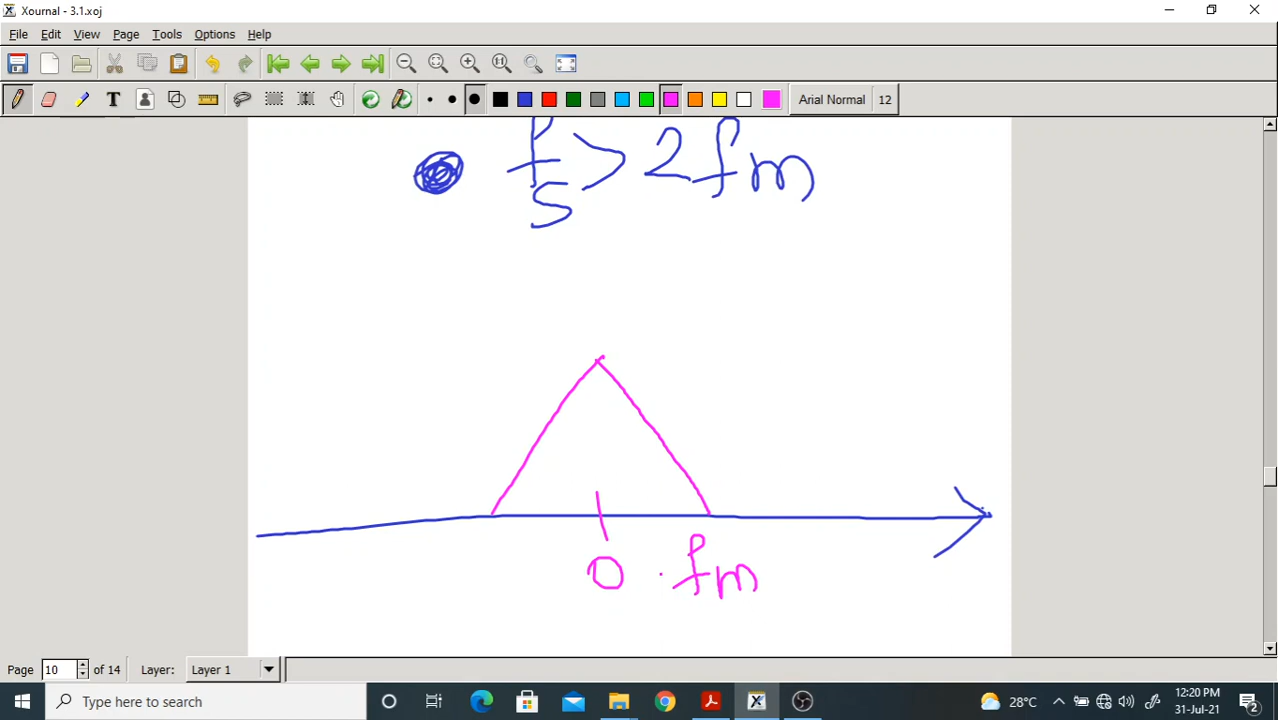 Xournal - 3.1.xoj
File Edit View Page Tools Options Help
T Arial Normal 12
fs > 2fm
0 . fm
Page 10 of 14 Layer: Layer 1
Type here to search 28°C 12:20 PM
31-Jul-21
2